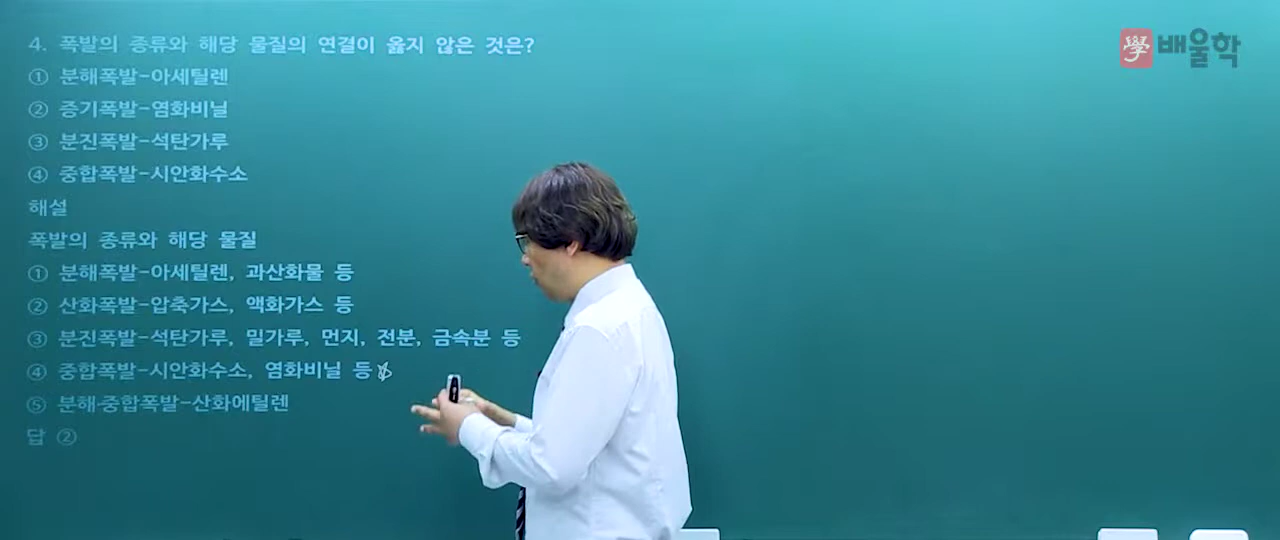 4. 폭발의 종류와 해당 물질의 연결이 옳지 않은 것은?
① 분해폭발-아세틸렌
② 증기폭발-염화비닐
③ 분진폭발-석탄가루
④ 중합폭발-시안화수소
해설
폭발의 종류와 해당 물질
① 분해폭발-아세틸렌, 과산화물 등
② 산화폭발-압축가스, 액화가스 등
③ 분진폭발-석탄가루, 밀가루, 먼지, 전분, 금속분 등
④ 중합폭발-시안화수소, 염화비닐 등
⑤ 분해·중합폭발-산화에틸렌
답 ②
學 배울학